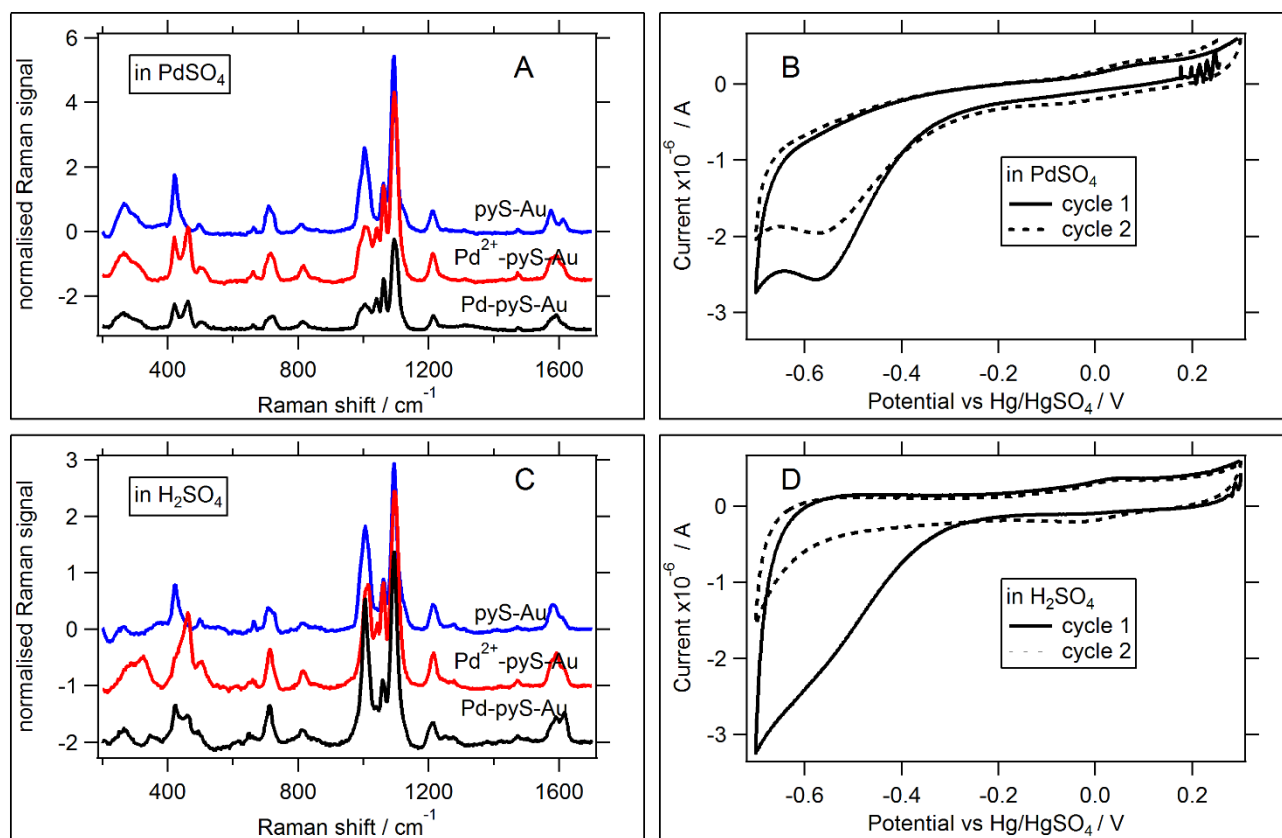 A
in PdSO4
normalised Raman signal
6
4
2
0
-2
pyS-Au
Pd2+-pyS-Au
Pd-pyS-Au
400
800
1200
1600
Raman shift / cm-1
B
Current x10-6 / A
0
-1
-2
-3
in PdSO4
cycle 1
cycle 2
-0.6
-0.4
-0.2
0.0
0.2
Potential vs Hg/HgSO4 / V
C
in H2SO4
normalised Raman signal
3
2
1
0
-1
-2
pyS-Au
Pd2+-pyS-Au
Pd-pyS-Au
400
800
1200
1600
Raman shift / cm-1
D
Current x10-6 / A
0
-1
-2
-3
in H2SO4
cycle 1
cycle 2
-0.6
-0.4
-0.2
0.0
0.2
Potential vs Hg/HgSO4 / V